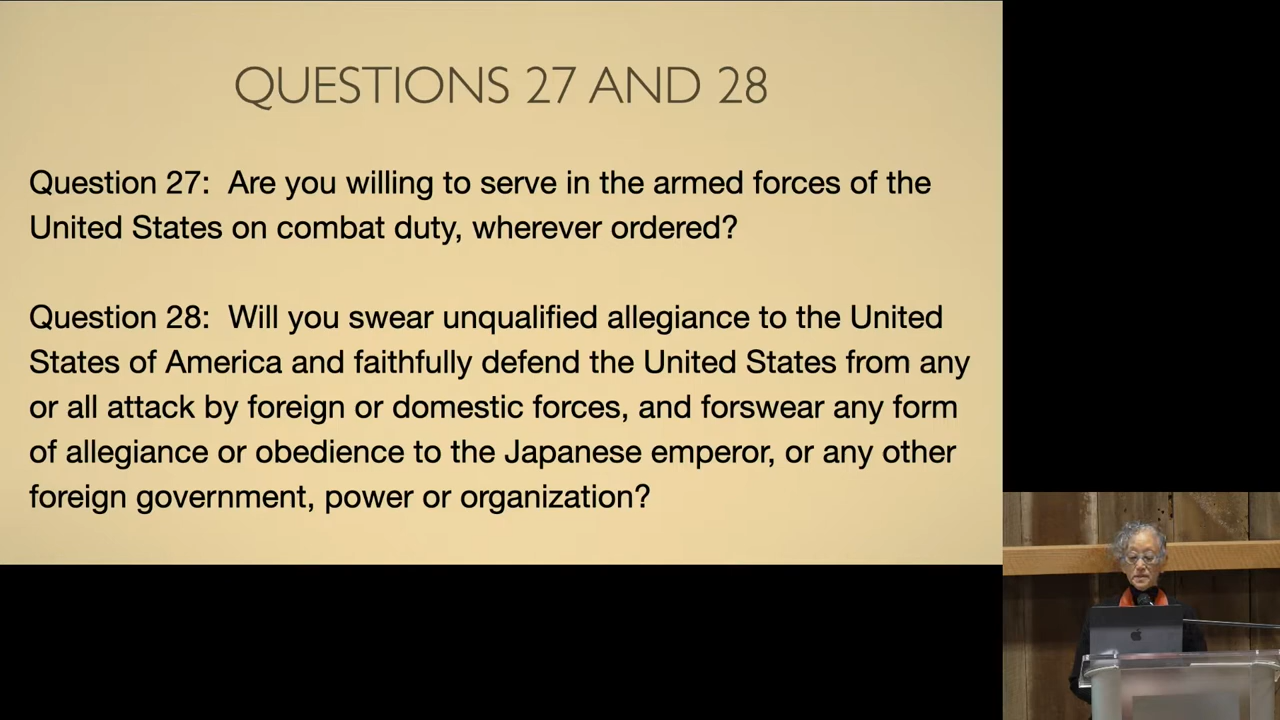 QUESTIONS 27 AND 28
Question 27: Are you willing to serve in the armed forces of the
United States on combat duty, wherever ordered?
Question 28: Will you swear unqualified allegiance to the United
States of America and faithfully defend the United States from any
or all attack by foreign or domestic forces, and forswear any form
of allegiance or obedience to the Japanese emperor, or any other
foreign government, power or organization?